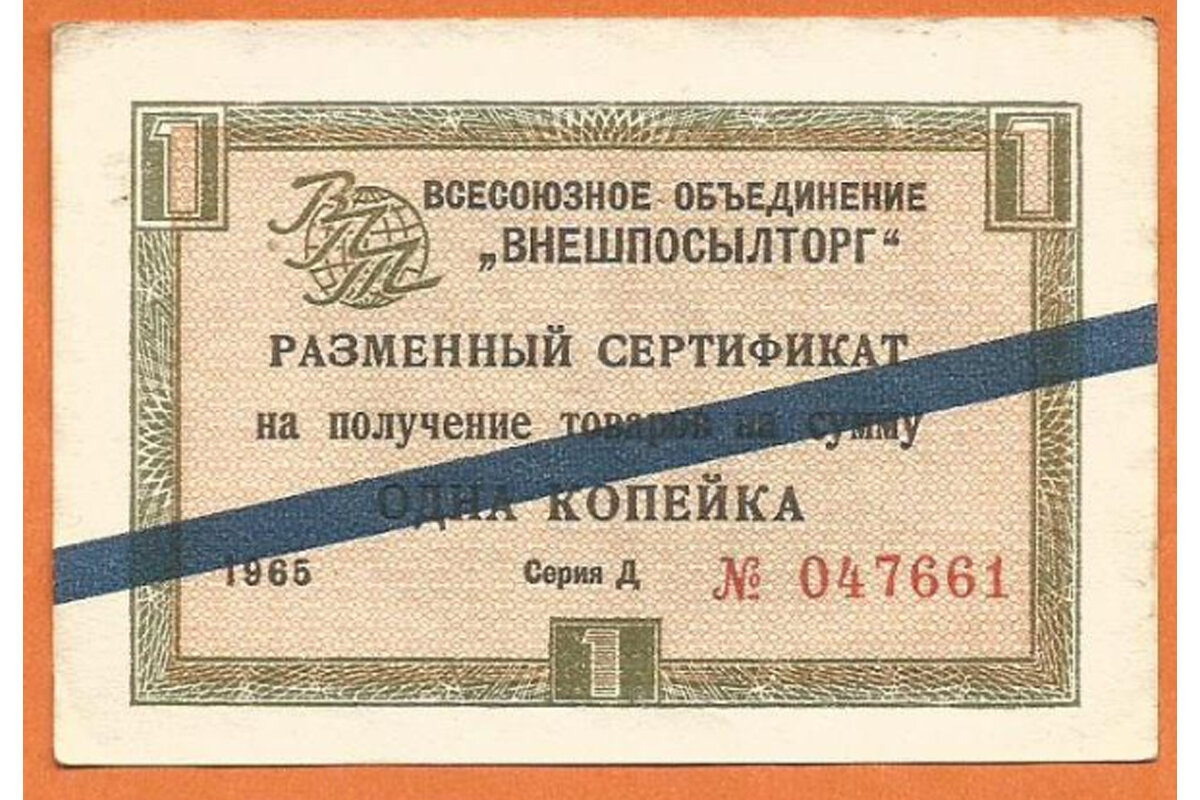 1 1
ВПТ
ВСЕСОЮЗНОЕ ОБЪЕДИНЕНИЕ
„ВНЕШПОСЫЛТОРГ“
РАЗМЕННЫЙ СЕРТИФИКАТ
на получение товаров на сумму
ОДНА КОПЕЙКА
1965 Серия Д № 047661
1